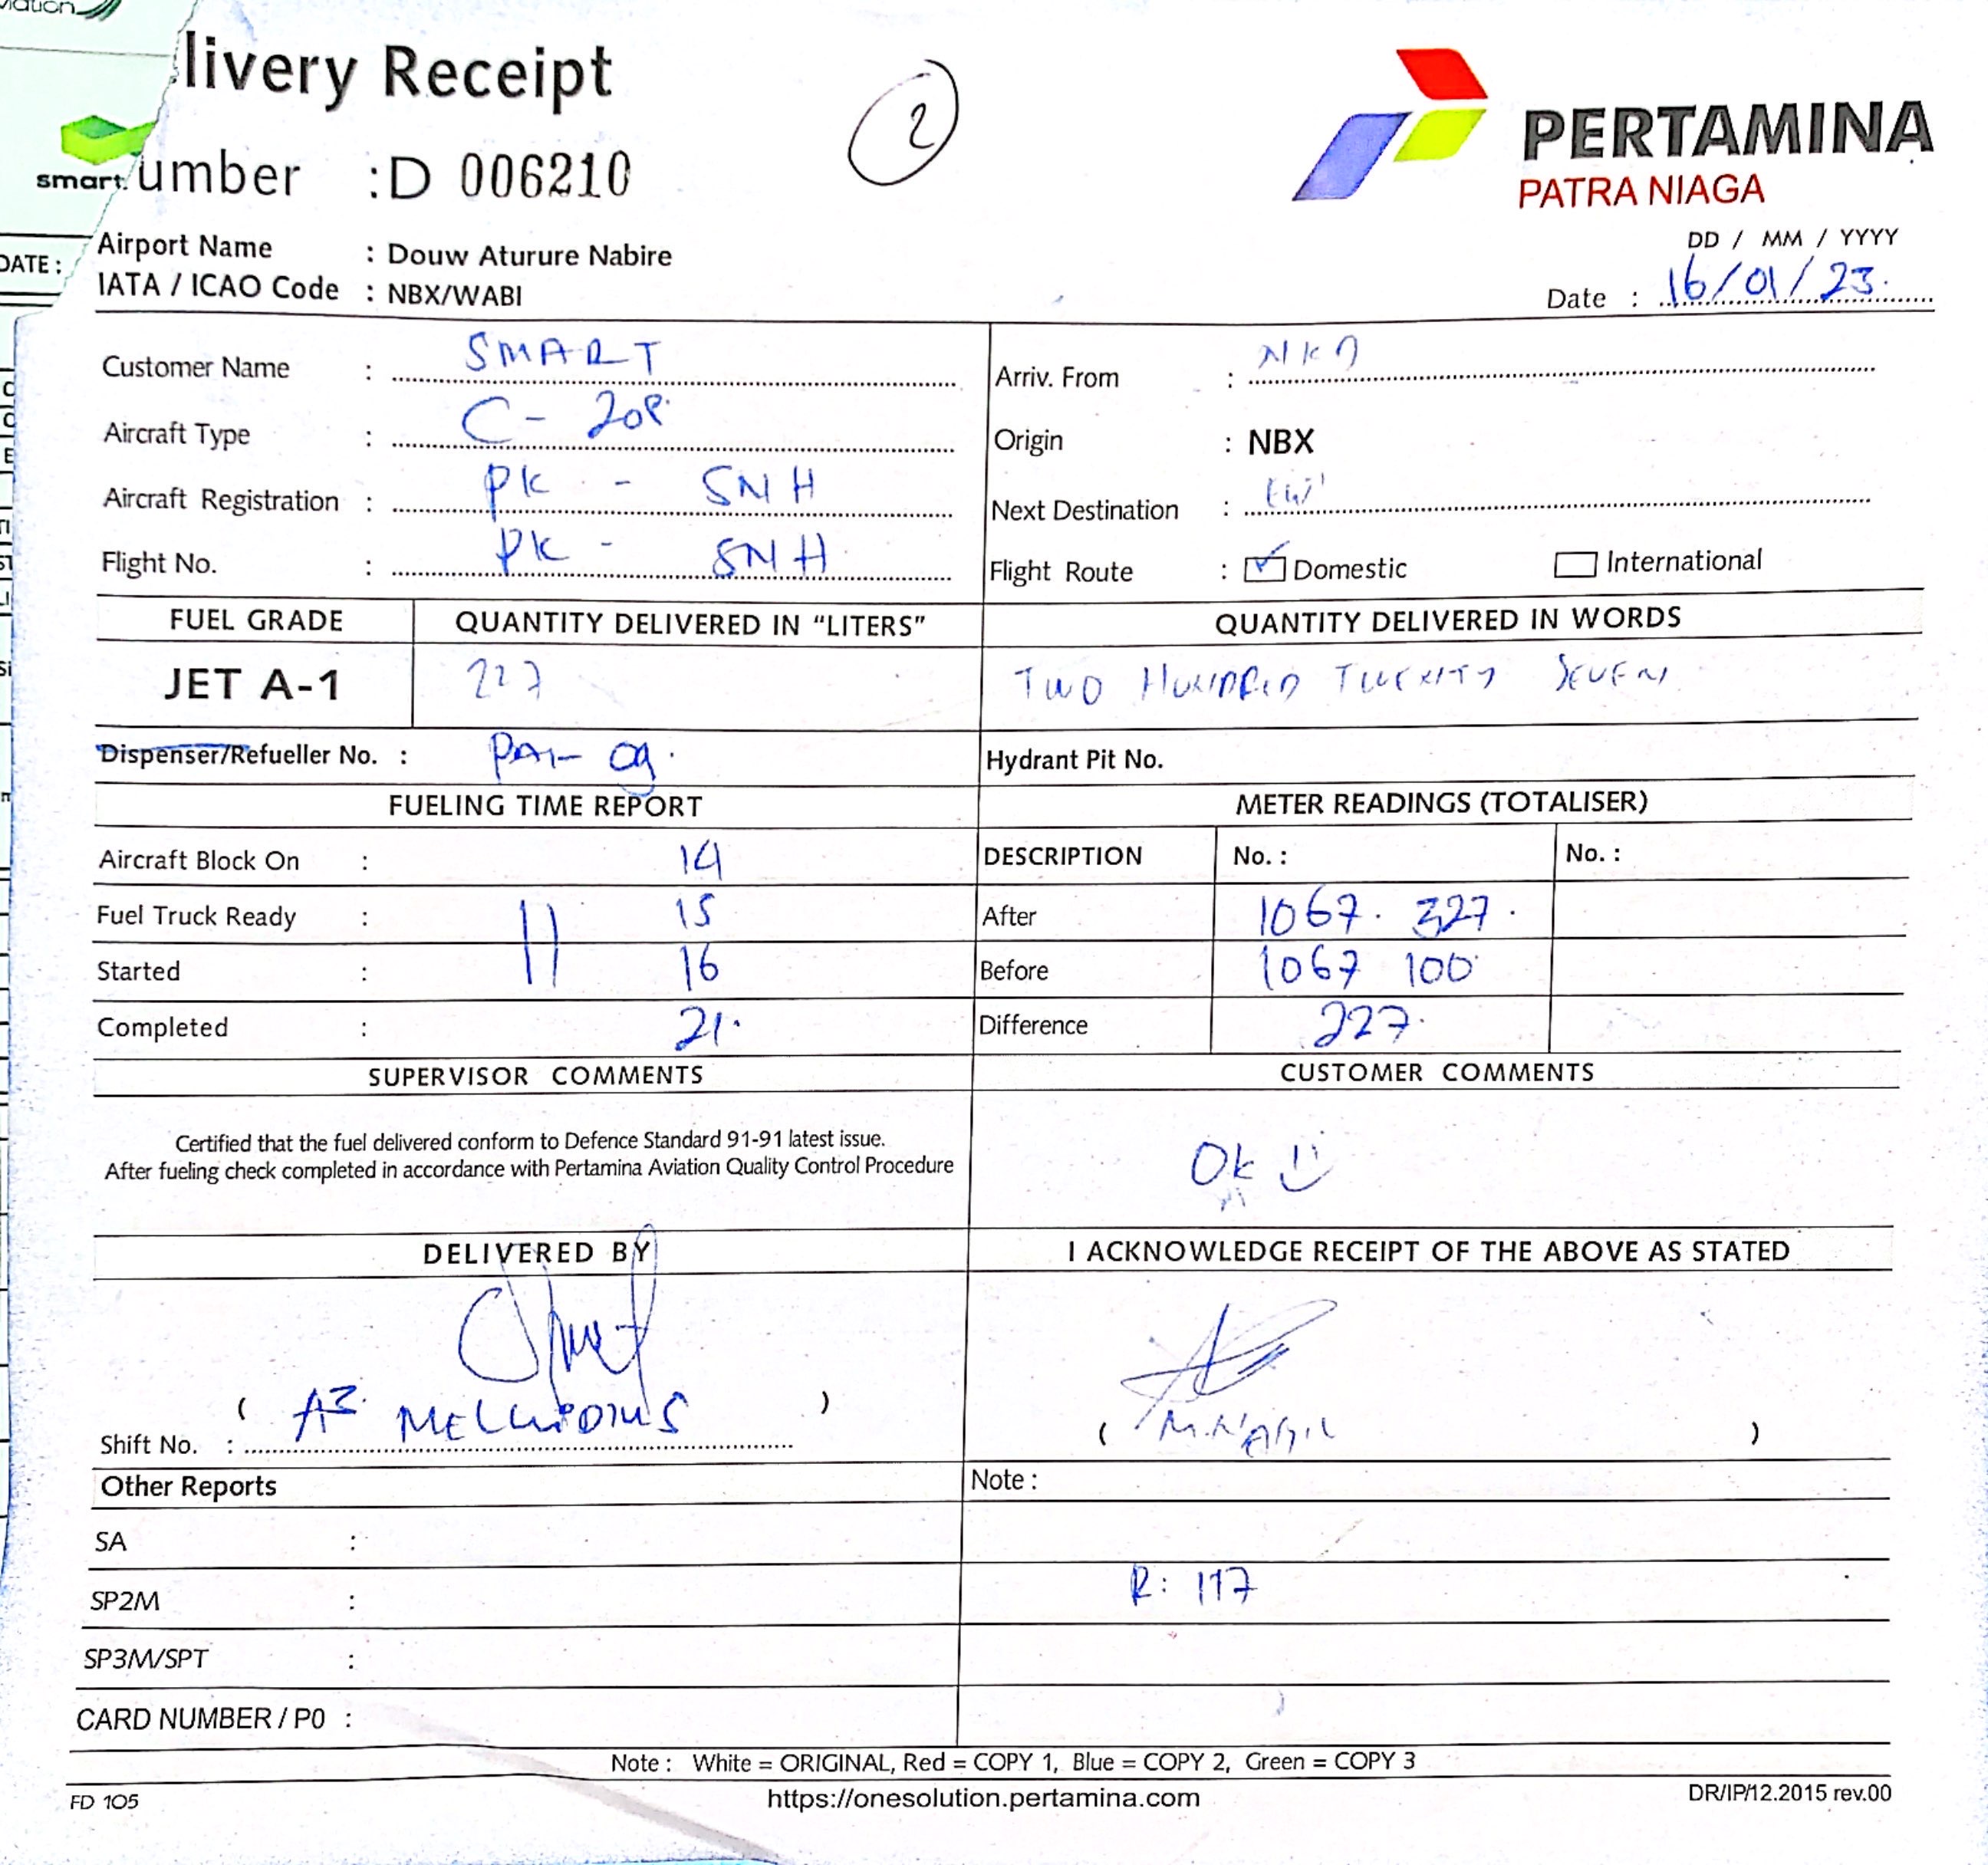 livery Receipt
2
umber : D 006210
smart
PERTAMINA
PATRA NIAGA
DATE :
Airport Name : Douw Aturure Nabire
IATA / ICAO Code : NBX/WABI
DD / MM / YYYY
Date : 16/01/23.
Customer Name : SMART
Arriv. From :
Aircraft Type : C - 208
Origin : NBX
Aircraft Registration : PK - SNH
Next Destination :
Flight No. : PK - SNH
Flight Route : Domestic International
FUEL GRADE QUANTITY DELIVERED IN “LITERS” QUANTITY DELIVERED IN WORDS
JET A-1 227 TWO HUNDRED TWENTY SEVEN
Dispenser/Refueller No. : 09.
Hydrant Pit No.
FUELING TIME REPORT METER READINGS (TOTALISER)
Aircraft Block On : 14
DESCRIPTION No. : No. :
Fuel Truck Ready : 15
After 1067. 327.
Started : 16
Before 1067 100
Completed : 21.
Difference 227.
SUPERVISOR COMMENTS CUSTOMER COMMENTS
Certified that the fuel delivered conform to Defence Standard 91-91 latest issue.
After fueling check completed in accordance with Pertamina Aviation Quality Control Procedure
Ok
DELIVERED BY I ACKNOWLEDGE RECEIPT OF THE ABOVE AS STATED
( )
Shift No. :
( )
Other Reports Note :
SA :
SP2M : R: 117
SP3M/SPT :
CARD NUMBER / P0 :
Note : White = ORIGINAL, Red = COPY 1, Blue = COPY 2, Green = COPY 3
FD 105 https://onesolution.pertamina.com DR/IP/12.2015 rev.00